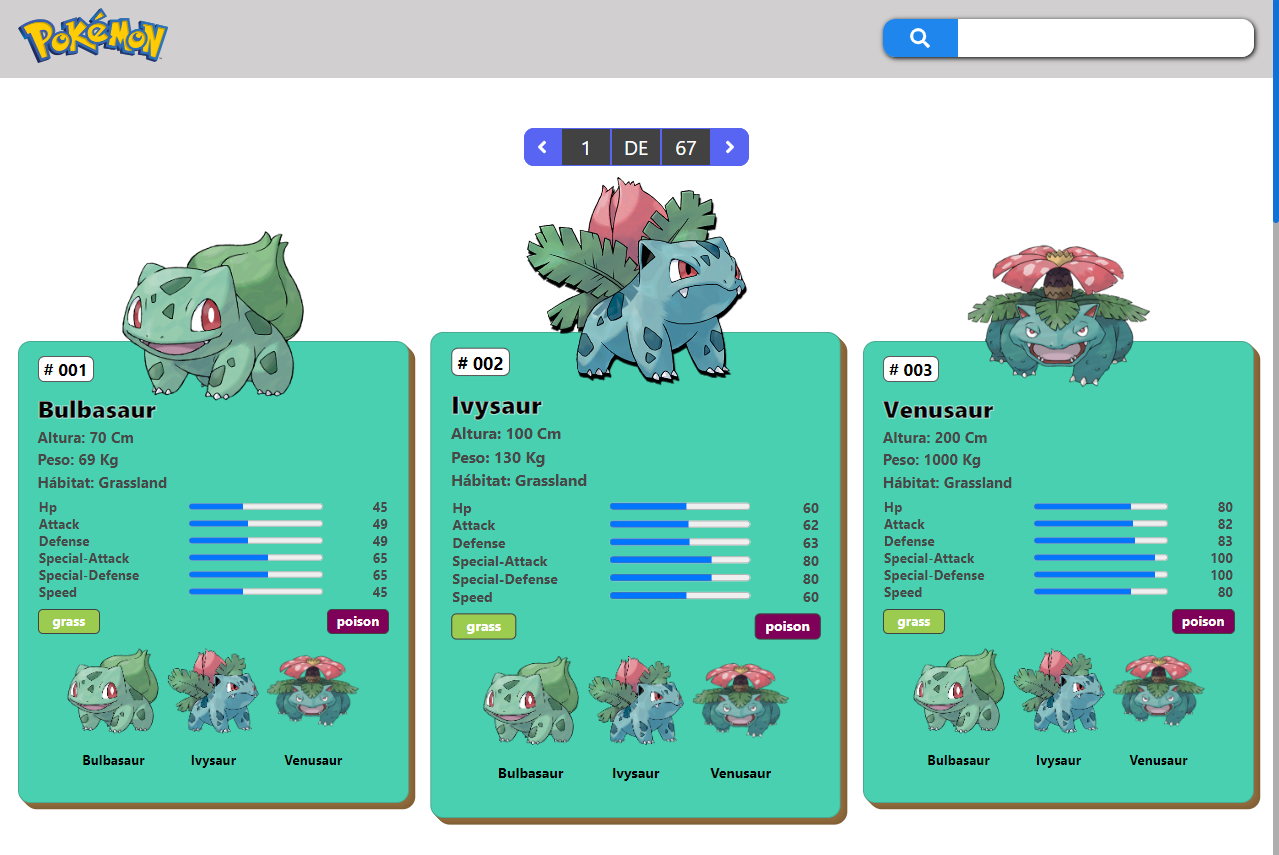 POKéMON
1 DE 67
# 001
Bulbasaur
Altura: 70 Cm
Peso: 69 Kg
Hábitat: Grassland
Hp 45
Attack 49
Defense 49
Special-Attack 65
Special-Defense 65
Speed 45
grass poison
Bulbasaur Ivysaur Venusaur
# 002
Ivysaur
Altura: 100 Cm
Peso: 130 Kg
Hábitat: Grassland
Hp 60
Attack 62
Defense 63
Special-Attack 80
Special-Defense 80
Speed 60
grass poison
Bulbasaur Ivysaur Venusaur
# 003
Venusaur
Altura: 200 Cm
Peso: 1000 Kg
Hábitat: Grassland
Hp 80
Attack 82
Defense 83
Special-Attack 100
Special-Defense 100
Speed 80
grass poison
Bulbasaur Ivysaur Venusaur